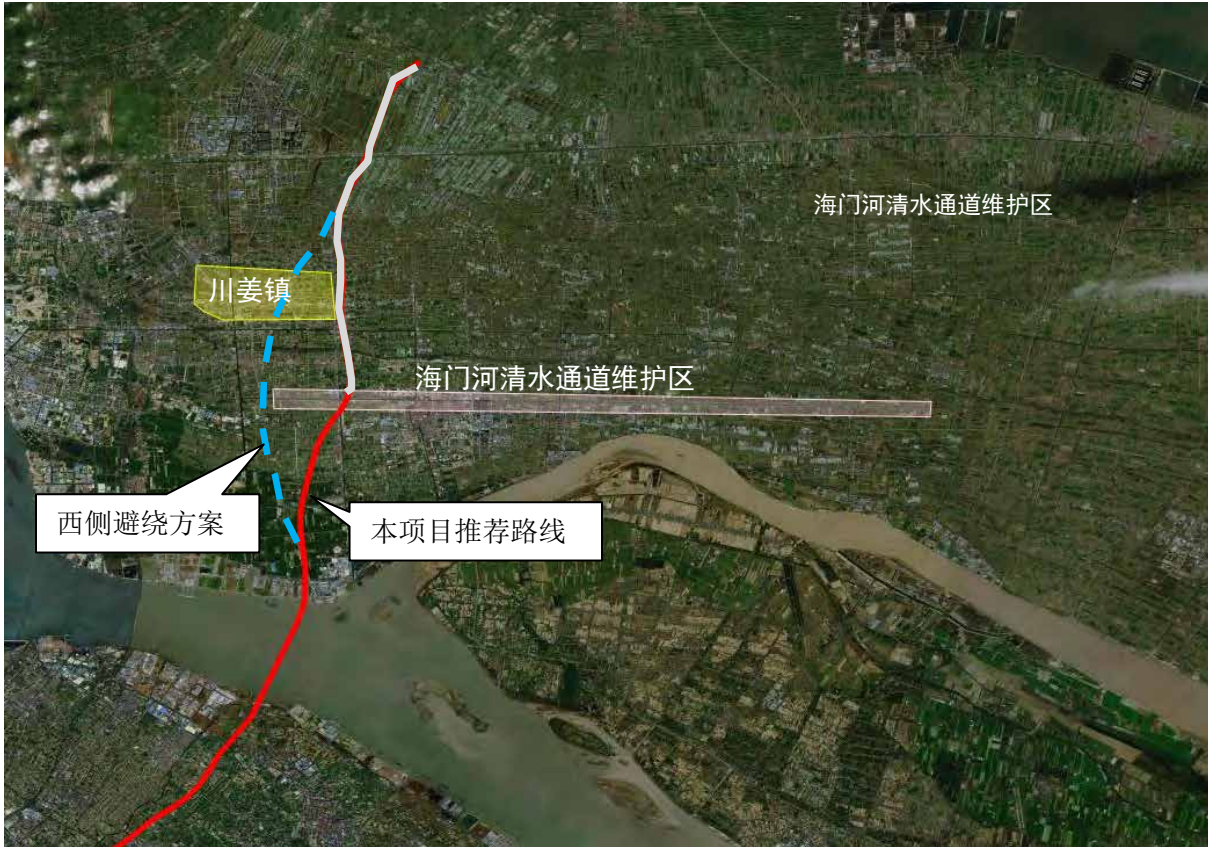 海门河清水通道维护区
川姜镇
海门河清水通道维护区
西侧避绕方案
本项目推荐路线